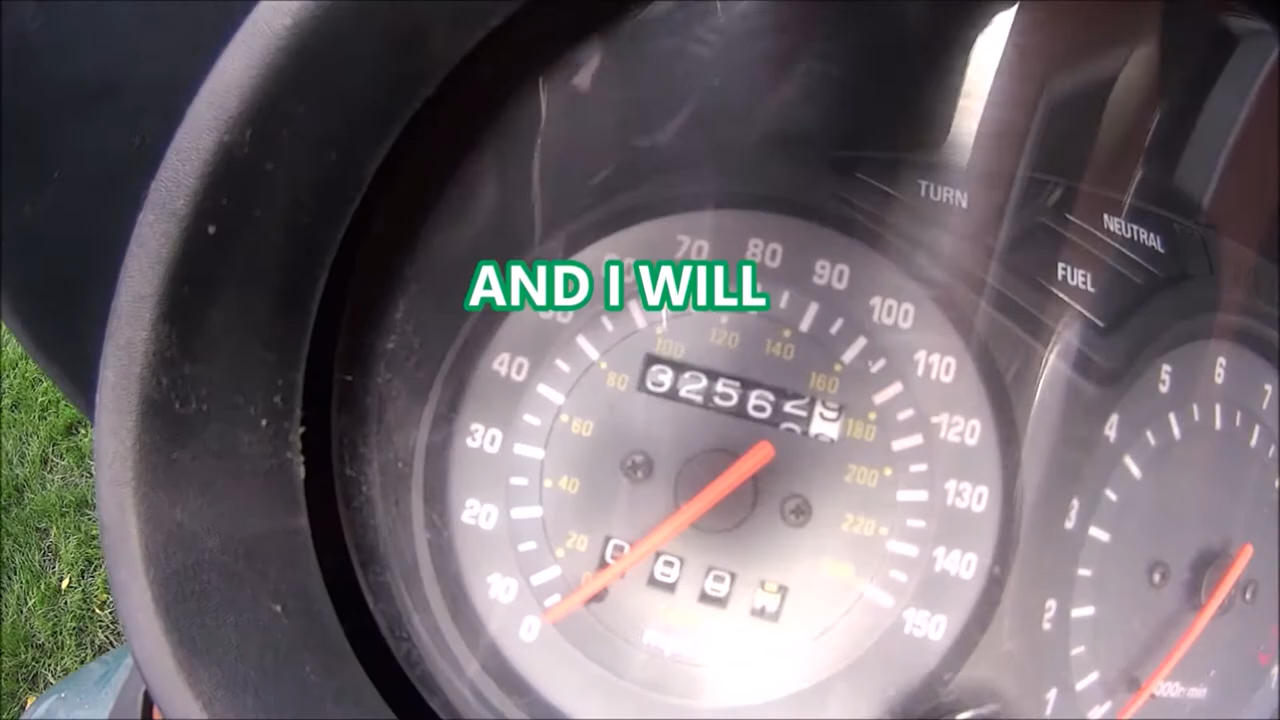 TURN
NEUTRAL
FUEL
AND I WILL
70 80 90 100 110 120 130 140 150
40 30 20 10 0
100 120 140 160 180 200 220
80 60 40 20
3256
5 6 7
4
3
2
1